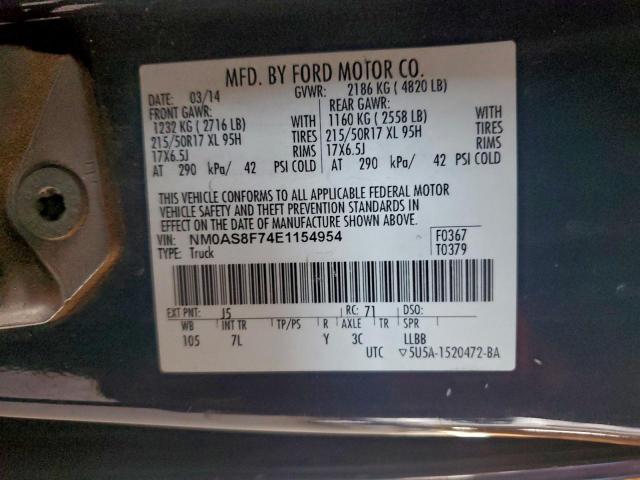 MFD. BY FORD MOTOR CO.
DATE: 03/14 GVWR: 2186 KG ( 4820 LB)
FRONT GAWR: REAR GAWR:
1232 KG ( 2716 LB) WITH 1160 KG ( 2558 LB) WITH
215/50R17 XL 95H TIRES 215/50R17 XL 95H TIRES
17X6.5J RIMS 17X6.5J RIMS
AT 290 kPa/ 42 PSI COLD AT 290 kPa/ 42 PSI COLD
THIS VEHICLE CONFORMS TO ALL APPLICABLE FEDERAL MOTOR
VEHICLE SAFETY AND THEFT PREVENTION STANDARDS IN
EFFECT ON THE DATE OF MANUFACTURE SHOWN ABOVE.
VIN: NM0AS8F74E1154954 F0367
TYPE: Truck T0379
EXT PNT: J5 RC: 71 DSO:
WB INT TR TP/PS R AXLE TR SPR
105 7L Y 3C LLBB
UTC ▽5U5A-1520472-BA